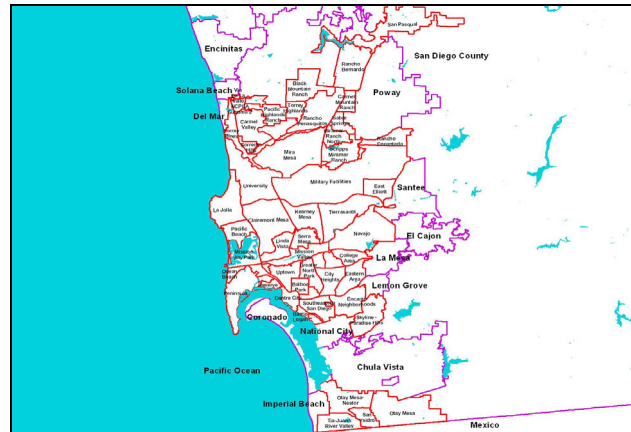 San Pasqual
Encinitas
San Diego County
Rancho
Bernardo
Solana Beach
Black
Mountain
Ranch
Poway
Carmel
Mountain
Ranch
Del Mar
Torrey
Highlands
Pacific
Highlands
Ranch
Carmel
Valley
Rancho
Penasquitos
Sabre
Springs
Miramar
Ranch
North
Scripps
Miramar
Ranch
Rancho
Encantada
Mira
Mesa
University
Military Facilities
East
Elliott
Santee
La Jolla
Clairemont Mesa
Kearney
Mesa
Tierrasanta
Pacific
Beach
Linda
Vista
Serra
Mesa
Navajo
El Cajon
Mission
Valley
La Mesa
College
Area
Ocean
Beach
Uptown
Greater
North
Park
City
Heights
Eastern
Area
Peninsula
Balboa
Park
Lemon Grove
Centre City
Southeastern
San Diego
Encanto
Neighborhoods
Coronado
Skyline
Paradise Hills
National City
Pacific Ocean
Chula Vista
Imperial Beach
Otay Mesa-
Nestor
Otay Mesa
San
Ysidro
Tia Juana
River Valley
Mexico